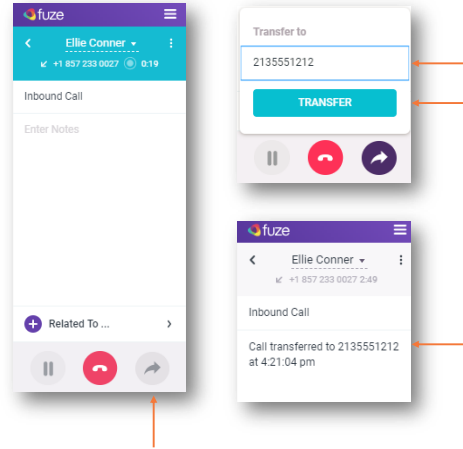 fuze
Ellie Conner
+1 857 233 0027 0:19
Inbound Call
Enter Notes
Related To ...
Transfer to
2135551212
TRANSFER
fuze
Ellie Conner
+1 857 233 0027 2:49
Inbound Call
Call transferred to 2135551212
at 4:21:04 pm